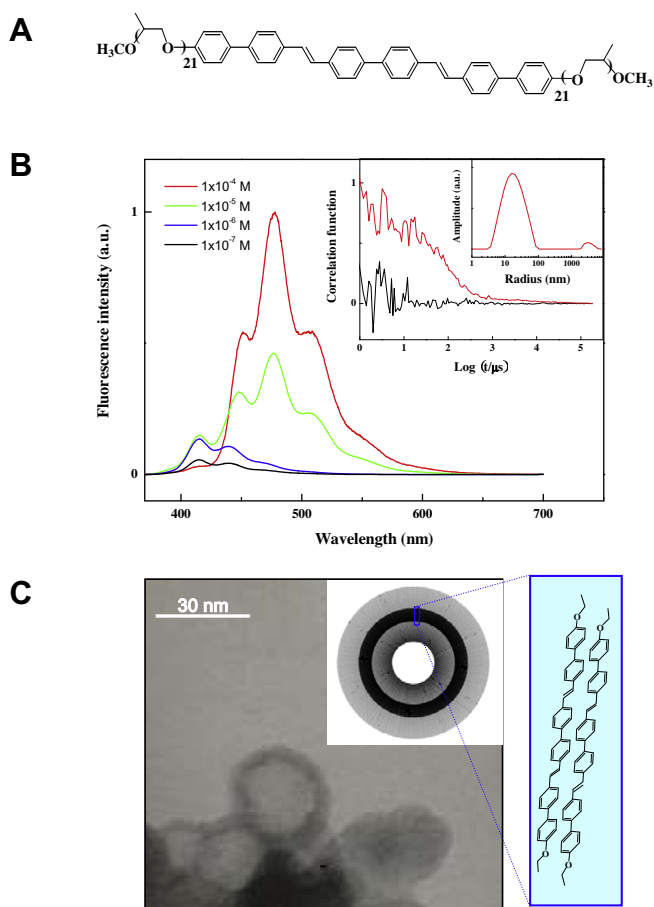 A
H₃CO
O
21
21
O
OCH₃
B
1x10⁻⁴ M
1x10⁻⁵ M
1x10⁻⁶ M
1x10⁻⁷ M
Fluorescence intensity (a.u.)
1
0
400 500 600 700
Wavelength (nm)
Correlation function
1
0
0 1 2 3 4 5
Log (t/μs)
Amplitude (a.u.)
1 10 100 1000
Radius (nm)
C
30 nm
O
O
O
O